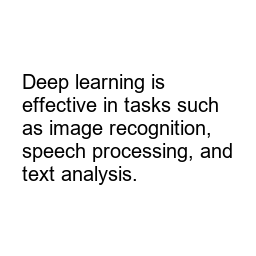 Deep learning is
effective in tasks such
as image recognition,
speech processing, and
text analysis.